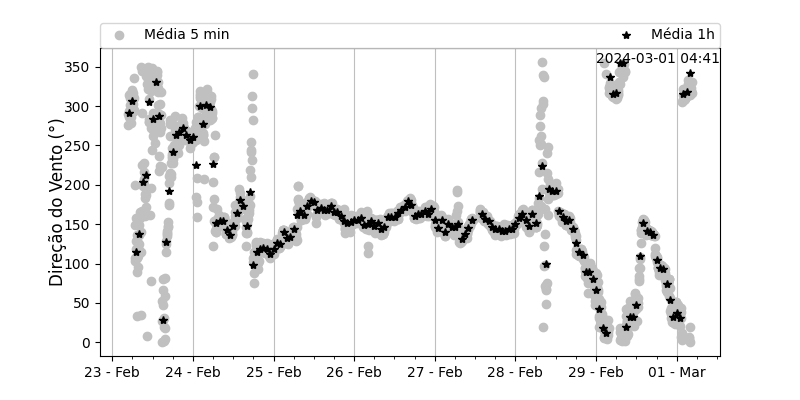 Média 5 min
Média 1h
2024-03-01 04:41
Direção do Vento (°)
350
300
250
200
150
100
50
0
23 - Feb
24 - Feb
25 - Feb
26 - Feb
27 - Feb
28 - Feb
29 - Feb
01 - Mar